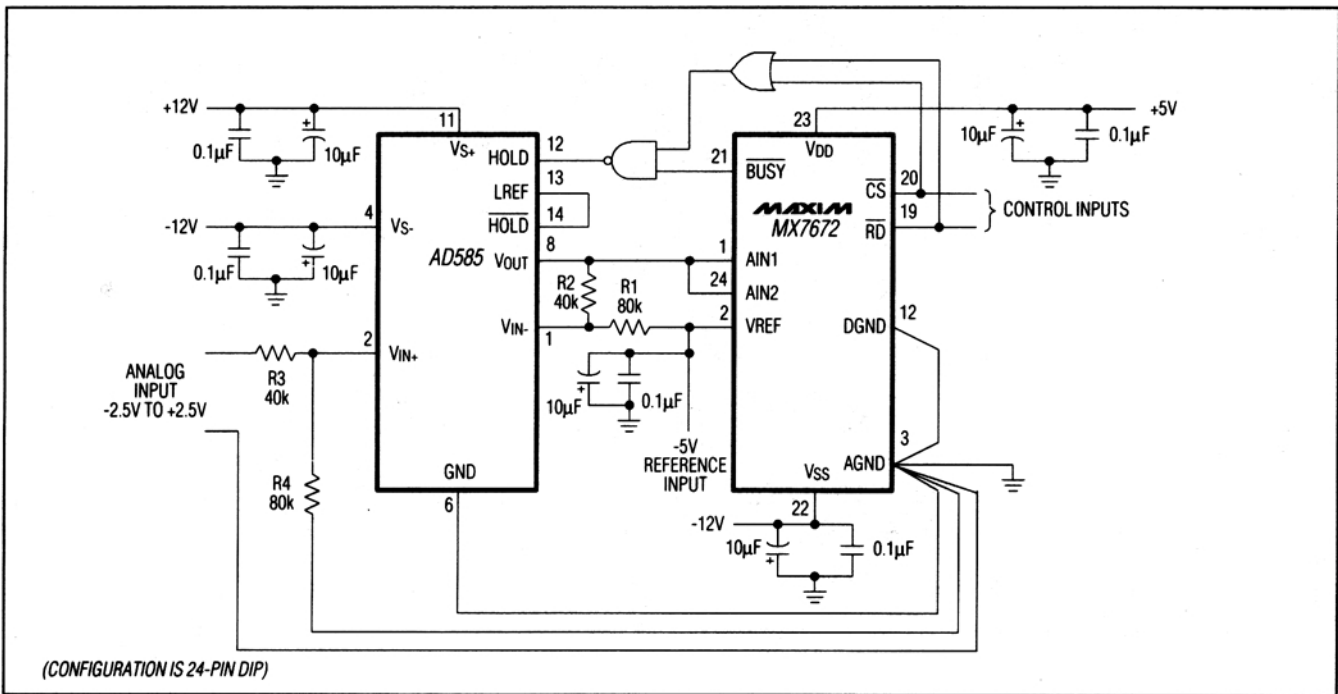 +12V
0.1µF
10µF
11
VS+
HOLD
12
LREF
13
HOLD
14
-12V
4
VS-
0.1µF
10µF
AD585
VOUT
8
VIN-
1
2
VIN+
ANALOG
INPUT
-2.5V TO +2.5V
R3
40k
R4
80k
GND
6
R2
40k
R1
80k
10µF
0.1µF
-5V
REFERENCE
INPUT
23
VDD
21
BUSY
MAXIM
MX7672
CS
20
RD
19
CONTROL INPUTS
10µF
0.1µF
+5V
1
AIN1
24
AIN2
2
VREF
DGND
12
AGND
3
VSS
22
-12V
10µF
0.1µF
(CONFIGURATION IS 24-PIN DIP)